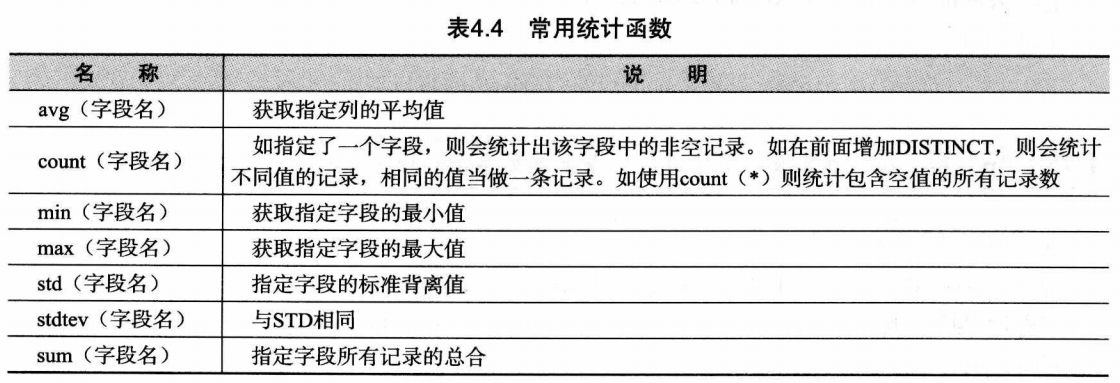 表4.4 常用统计函数
名 称 说 明
avg（字段名） 获取指定列的平均值
count（字段名） 如指定了一个字段，则会统计出该字段中的非空记录。如在前面增加DISTINCT，则会统计
不同值的记录，相同的值当做一条记录。如使用count（*）则统计包含空值的所有记录数
min（字段名） 获取指定字段的最小值
max（字段名） 获取指定字段的最大值
std（字段名） 指定字段的标准背离值
stdtev（字段名） 与STD相同
sum（字段名） 指定字段所有记录的总合